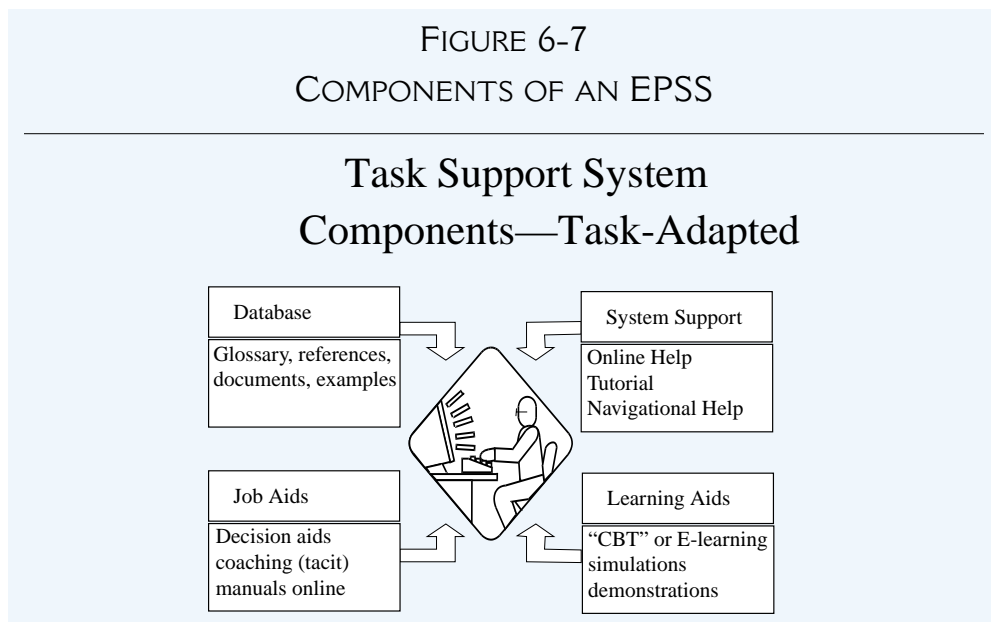 FIGURE 6-7
COMPONENTS OF AN EPSS
Task Support System
Components—Task-Adapted
Database
Glossary, references,
documents, examples
System Support
Online Help
Tutorial
Navigational Help
Job Aids
Decision aids
coaching (tacit)
manuals online
Learning Aids
“CBT” or E-learning
simulations
demonstrations